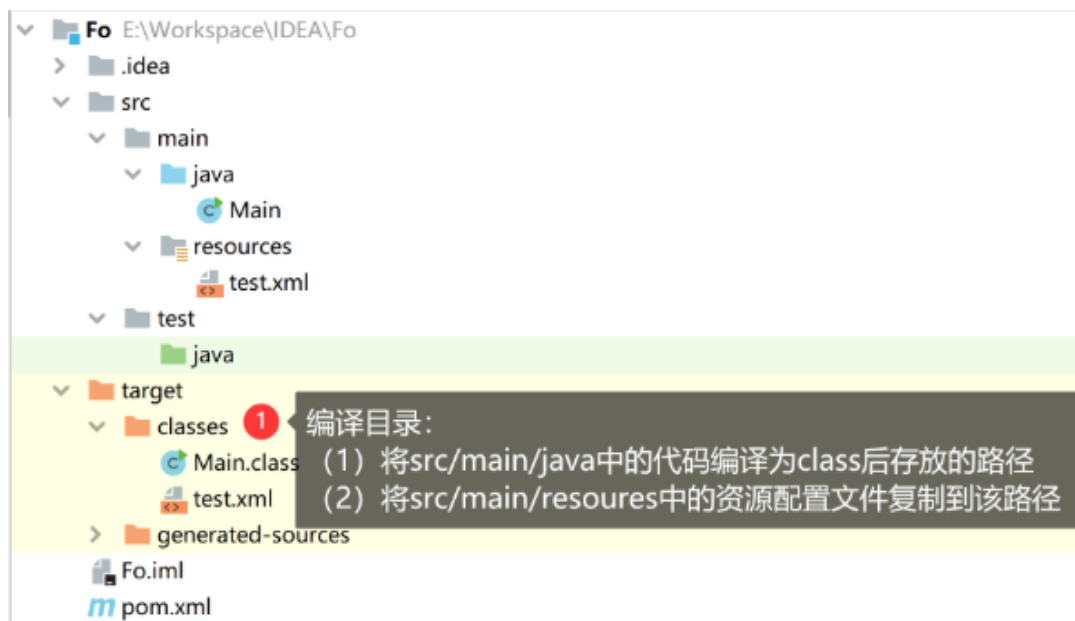 Fo E:\Workspace\IDEA\Fo
.idea
src
main
java
Main
resources
test.xml
test
java
target
classes 1 编译目录：
Main.class （1）将src/main/java中的代码编译为class后存放的路径
test.xml （2）将src/main/resoures中的资源配置文件复制到该路径
generated-sources
Fo.iml
pom.xml